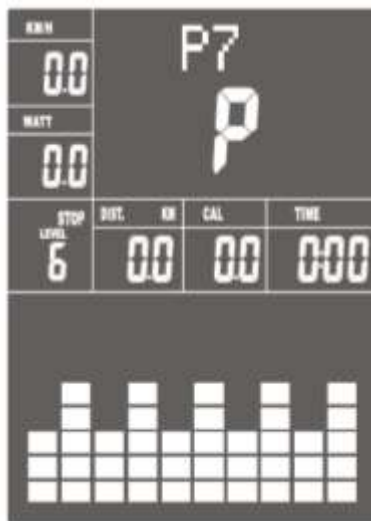 KM/H
0.0
P7
P
WATT
0.0
STOP
LEVEL
6
DIST. KM
0.0
CAL
0.0
TIME
0:00